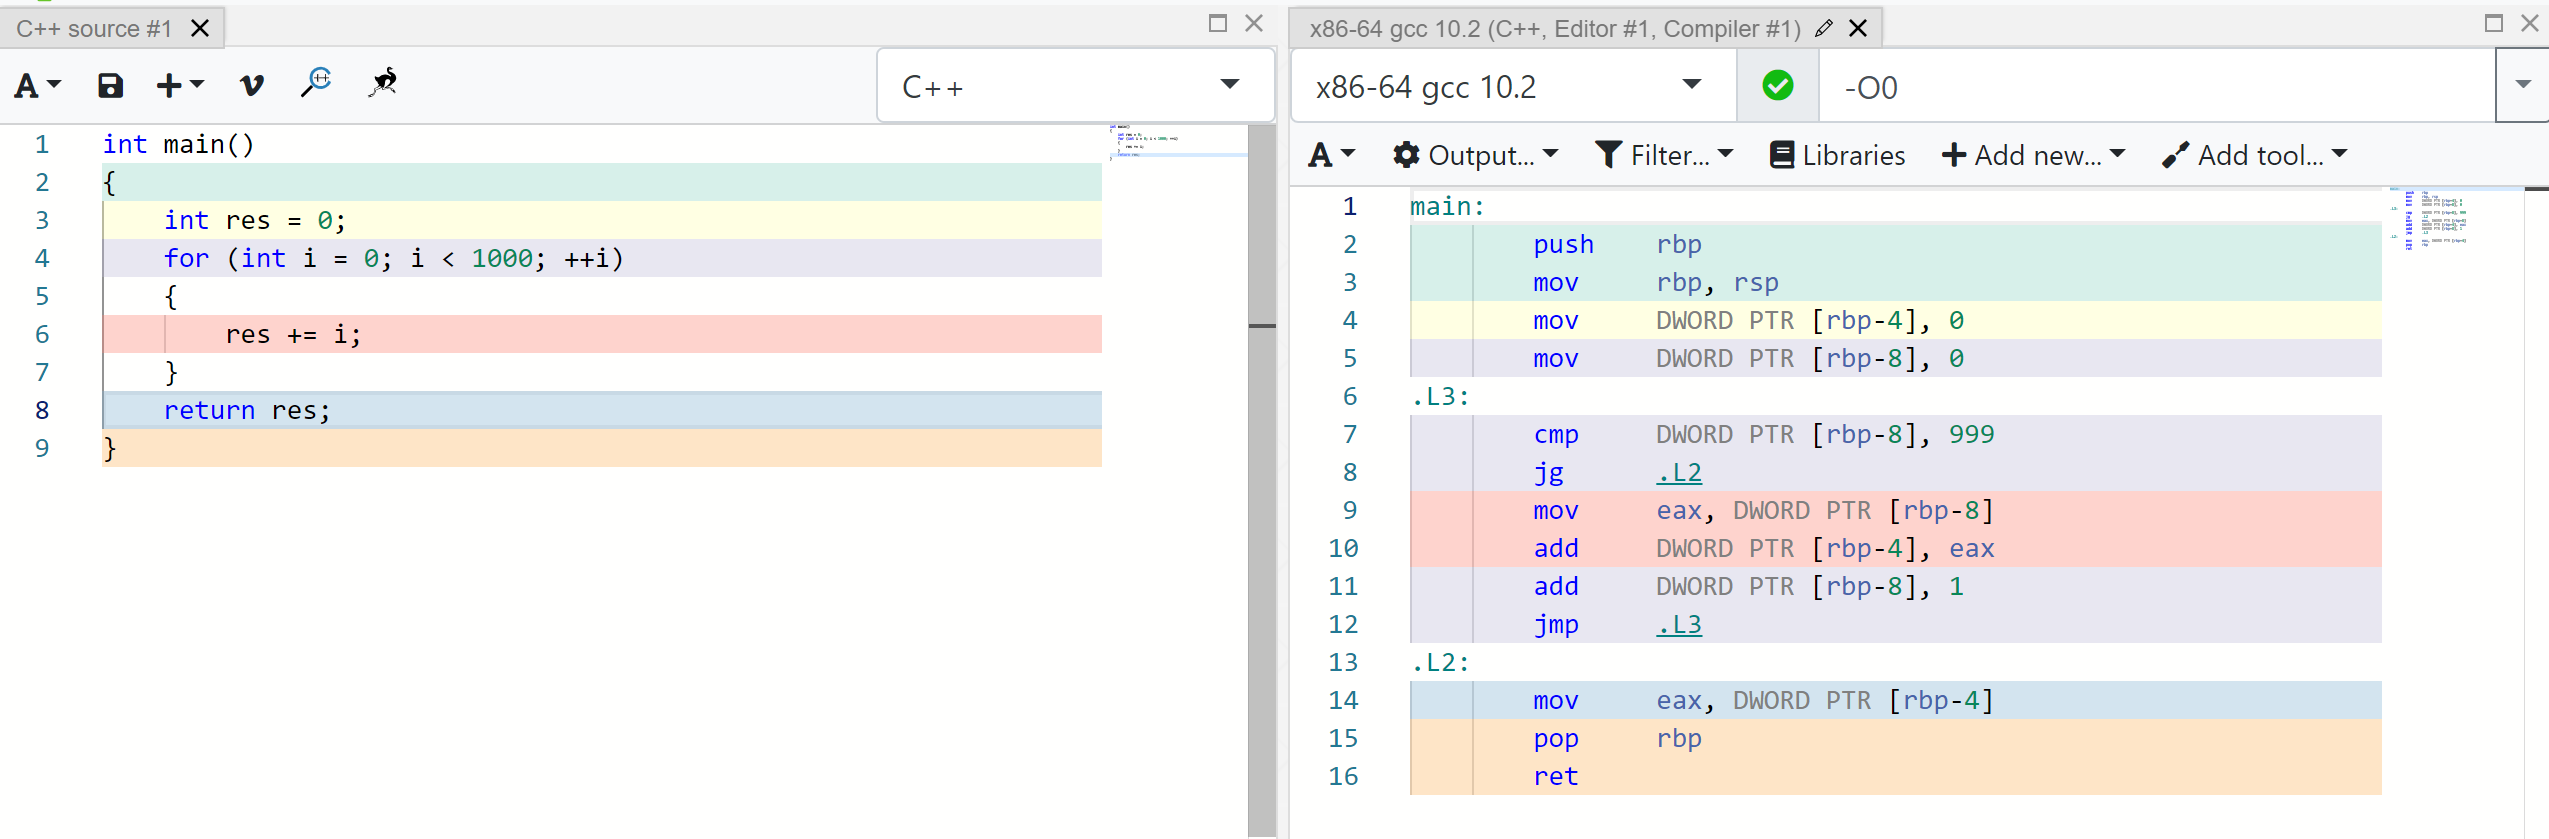 C++ source #1
C++
1 int main()
2 {
3 int res = 0;
4 for (int i = 0; i < 1000; ++i)
5 {
6 res += i;
7 }
8 return res;
9 }
x86-64 gcc 10.2 (C++, Editor #1, Compiler #1)
x86-64 gcc 10.2 -O0
A Output... Filter... Libraries + Add new... Add tool...
1 main:
2 push rbp
3 mov rbp, rsp
4 mov DWORD PTR [rbp-4], 0
5 mov DWORD PTR [rbp-8], 0
6 .L3:
7 cmp DWORD PTR [rbp-8], 999
8 jg .L2
9 mov eax, DWORD PTR [rbp-8]
10 add DWORD PTR [rbp-4], eax
11 add DWORD PTR [rbp-8], 1
12 jmp .L3
13 .L2:
14 mov eax, DWORD PTR [rbp-4]
15 pop rbp
16 ret